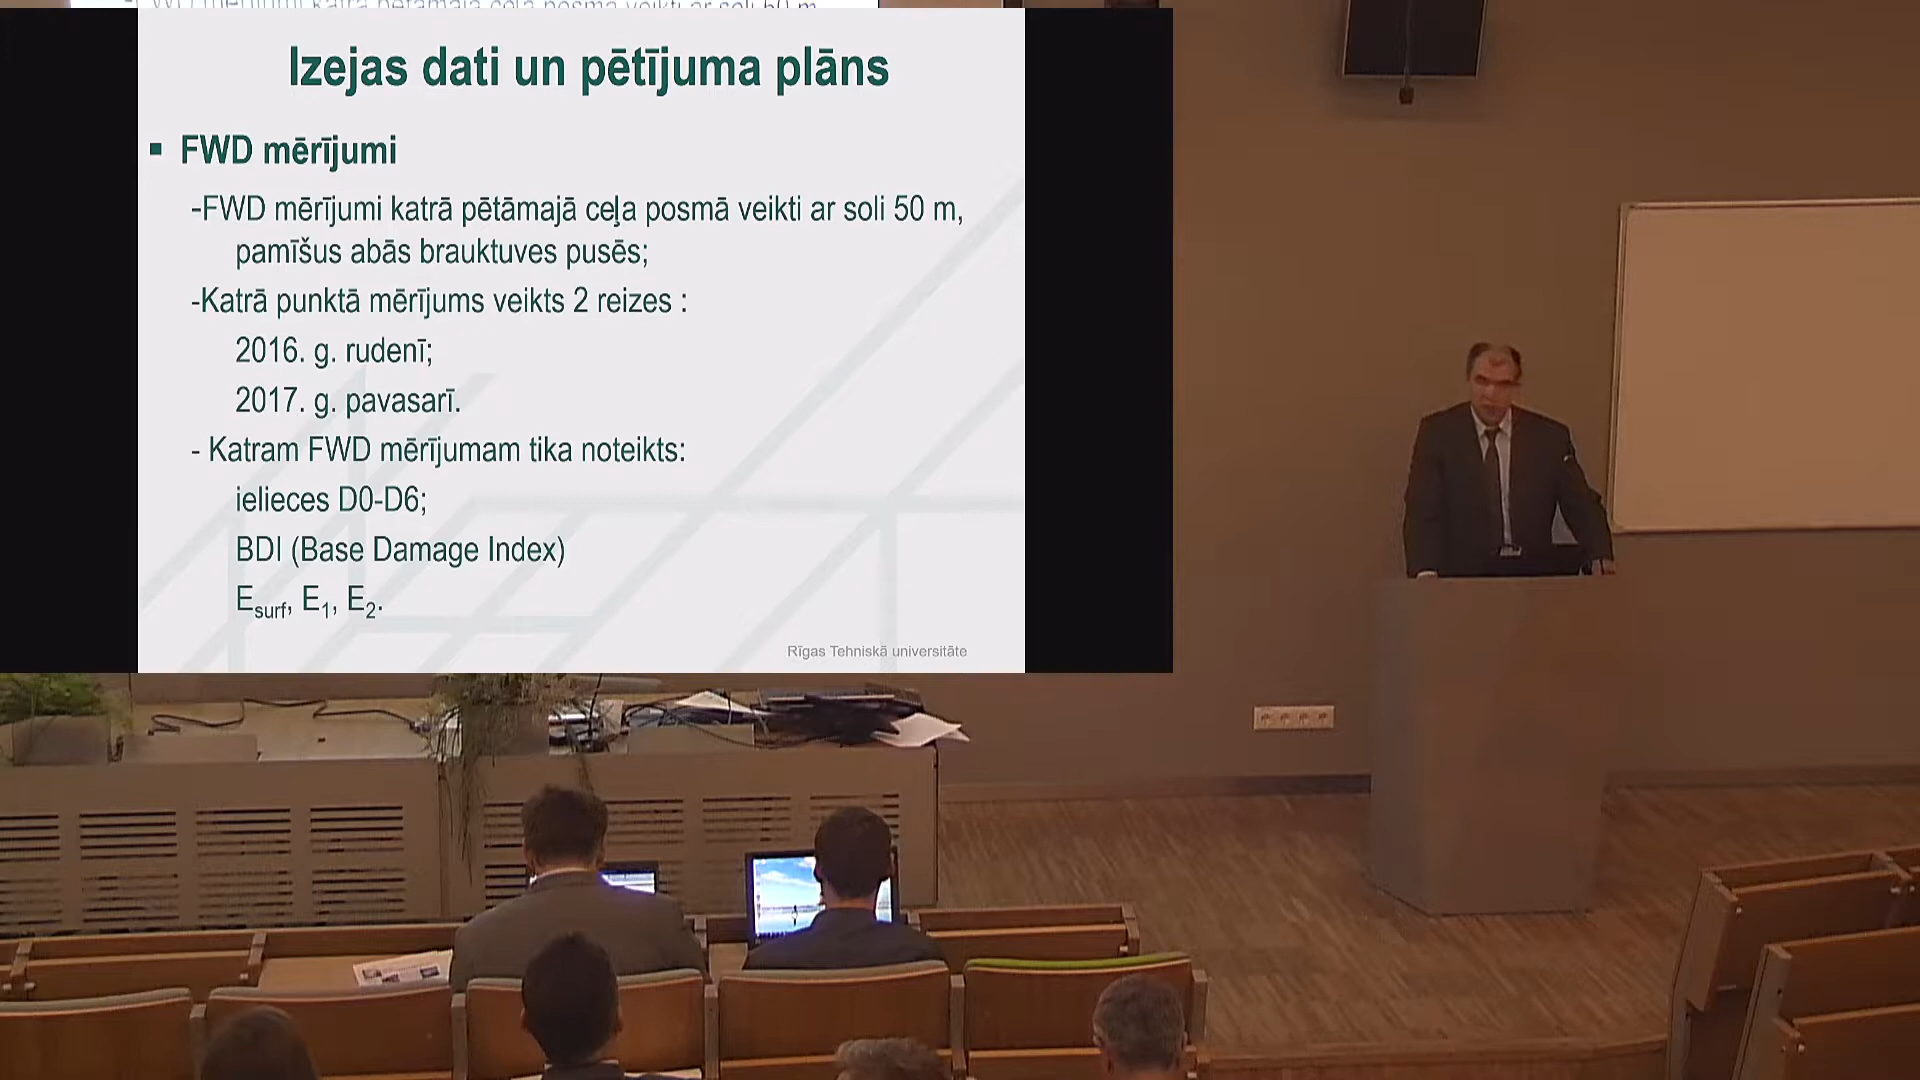 Izejas dati un pētījuma plāns
▪ FWD mērījumi
-FWD mērījumi katrā pētāmajā ceļa posmā veikti ar soli 50 m,
pamīšus abās brauktuves pusēs;
-Katrā punktā mērījums veikts 2 reizes :
2016. g. rudenī;
2017. g. pavasarī.
- Katram FWD mērījumam tika noteikts:
ielieces D0-D6;
BDI (Base Damage Index)
Esurf, E1, E2.
Rīgas Tehniskā universitāte